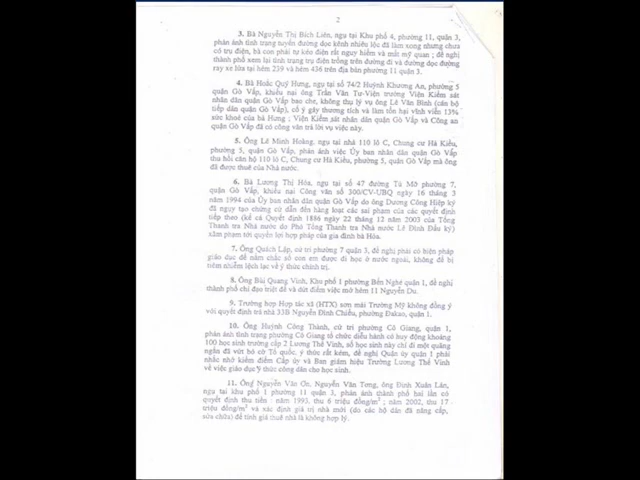 2
3. Bà Nguyễn Thị Bích Liên, ngụ tại Khu phố 4, phường 11, quận 3,
phản ánh tình trạng tuyến đường dọc kênh nhiêu lộc đã làm xong nhưng chưa
có trụ điện, bà con phải tự kéo điện rất nguy hiểm và mất mỹ quan ; đề nghị
thành phố xem lại tình trạng trụ điện trồng trên đường đi và đường dọc đường
ray xe lửa tại hẻm 239 và hẻm 436 trên địa bàn phường 11 quận 3.
4. Bà Hoắc Quý Hưng, ngụ tại số 74/2 Huỳnh Khương An, phường 5
quận Gò Vấp, khiếu nại ông Trần Văn Tư-Viện trưởng Viện Kiểm sát
nhân dân quận Gò Vấp bao che, không thụ lý vụ ông Lê Văn Bình (cán bộ
tiếp dân quận Gò Vấp), cố ý gây thương tích và làm tổn hại vĩnh viễn 13%
sức khoẻ của bà Hưng ; Viện Kiểm sát nhân dân quận Gò Vấp và Công an
quận Gò Vấp đã có công văn trả lời vụ việc này.
5. Ông Lê Minh Hoàng, ngụ tại nhà 110 lô C, Chung cư Hà Kiều,
phường 5, quận Gò Vấp, phản ánh việc Ủy ban nhân dân quận Gò Vấp
thu hồi căn hộ 110 lô C, Chung cư Hà Kiều, phường 5, quận Gò Vấp mà ông
đã được thuê của Nhà nước.
6. Bà Lương Thị Hóa, ngụ tại số 47 đường Tú Mỡ phường 7,
quận Gò Vấp, khiếu nại Công văn số 300/CV-UBQ ngày 16 tháng 3
năm 1994 của Ủy ban nhân dân quận Gò Vấp do ông Dương Công Hiệp ký
đã ngụy tạo chứng cứ dẫn đến hàng loạt các sai phạm của các quyết định
tiếp theo (kể cả Quyết định 1886 ngày 22 tháng 12 năm 2005 của Tổng
Thanh tra Nhà nước do Phó Tổng Thanh tra Nhà nước Lê Đình Đấu ký)
xâm phạm tới quyền lợi hợp pháp của gia đình bà Hóa.
7. Ông Quách Lập, cử tri phường 7 quận 3, đề nghị phải có biện pháp
giáo dục để nắm chắc số con em được đi học ở nước ngoài, không để bị
tiêm nhiễm lệch lạc về ý thức chính trị.
8. Ông Bùi Quang Vinh, Khu phố 1 phường Bến Nghé quận 1, đề nghị
thành phố chỉ đạo triệt để và dứt điểm việc mở hẻm 11 Nguyễn Du.
9. Trường hợp Hợp tác xã (HTX) sơn mài Trường Mỹ không đồng ý
với quyết định trả nhà 33B Nguyễn Đình Chiểu, phường Đakao, quận 1.
10. Ông Huỳnh Công Thành, cử tri phường Cô Giang, quận 1,
phản ánh tình trạng phường Cô Giang tổ chức diễu hành cử huy động khoảng
100 học sinh trường cấp 2 Lương Thế Vinh, số học sinh này chỉ đi một quãng
ngắn đã vứt bỏ cờ Tổ quốc, ý thức rất kém, đề nghị Quận ủy quận 1 phải
nhắc nhở kiểm điểm Cấp ủy và Ban giám hiệu Trường Lương Thế Vinh
về việc giáo dục ý thức công dân cho học sinh.
11. Ông Nguyễn Văn Ơn, Nguyễn Văn Tong, ông Đinh Xuân Lân,
ngụ tại khu phố 1 phường 11 quận 3, phản ánh thành phố hai lần có
quyết định thu tiền : năm 1995, thu 6 triệu đồng/m² ; năm 2002, thu 17
triệu đồng/m² và xác định giá trị nhà mới (do các hộ dân đã nâng cấp,
sửa chữa) để tính giá thuê nhà là không hợp lý.